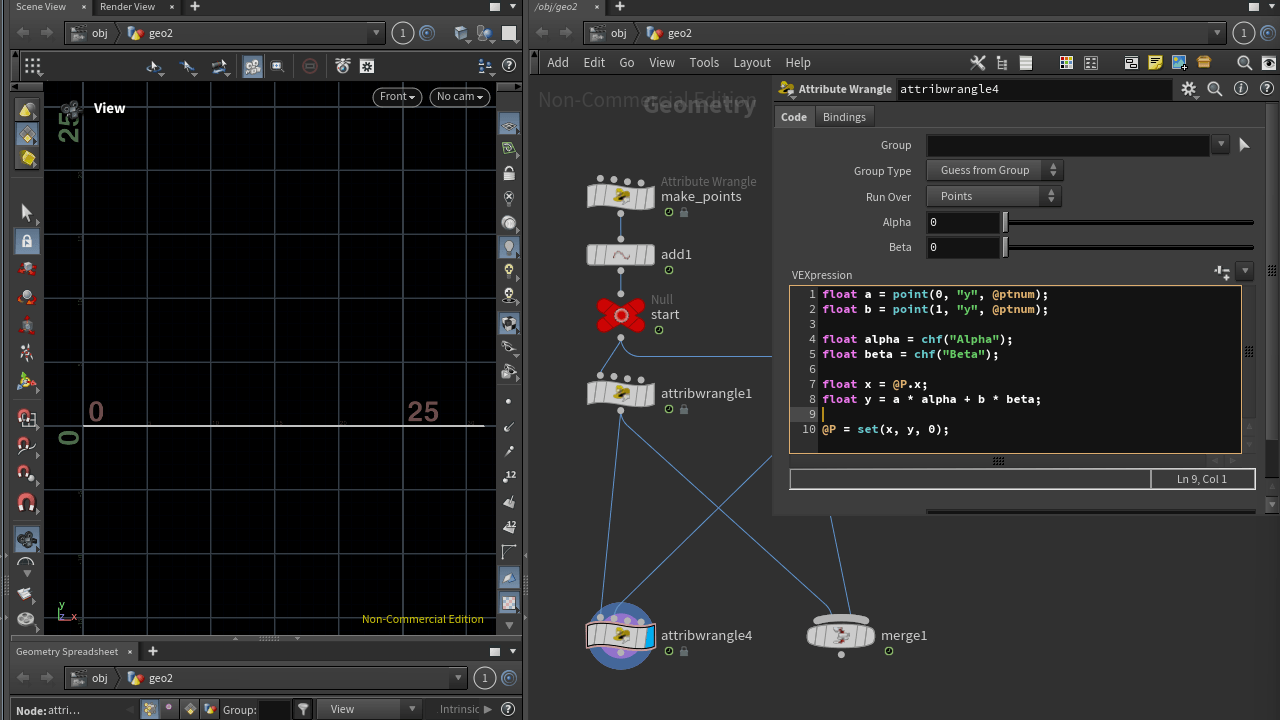 Scene View × Render View × +
obj geo2 1
View
Front No cam
25
0 25
0
y
z x
Non-Commercial Edition
12
12
Geometry Spreadsheet × +
obj geo2 1
Node: attri... Group: View Intrinsic
/obj/geo2 × +
obj geo2 1
Add Edit Go View Tools Layout Help
Non-Commercial Edition
Geometry
Attribute Wrangle
make_points
add1
Null
start
attribwrangle1
attribwrangle4
merge1
Attribute Wrangle attribwrangle4
Code Bindings
Group
Group Type Guess from Group
Run Over Points
Alpha 0
Beta 0
VEXpression
1 float a = point(0, "y", @ptnum);
2 float b = point(1, "y", @ptnum);
3
4 float alpha = chf("Alpha");
5 float beta = chf("Beta");
6
7 float x = @P.x;
8 float y = a * alpha + b * beta;
9
10 @P = set(x, y, 0);
Ln 9, Col 1